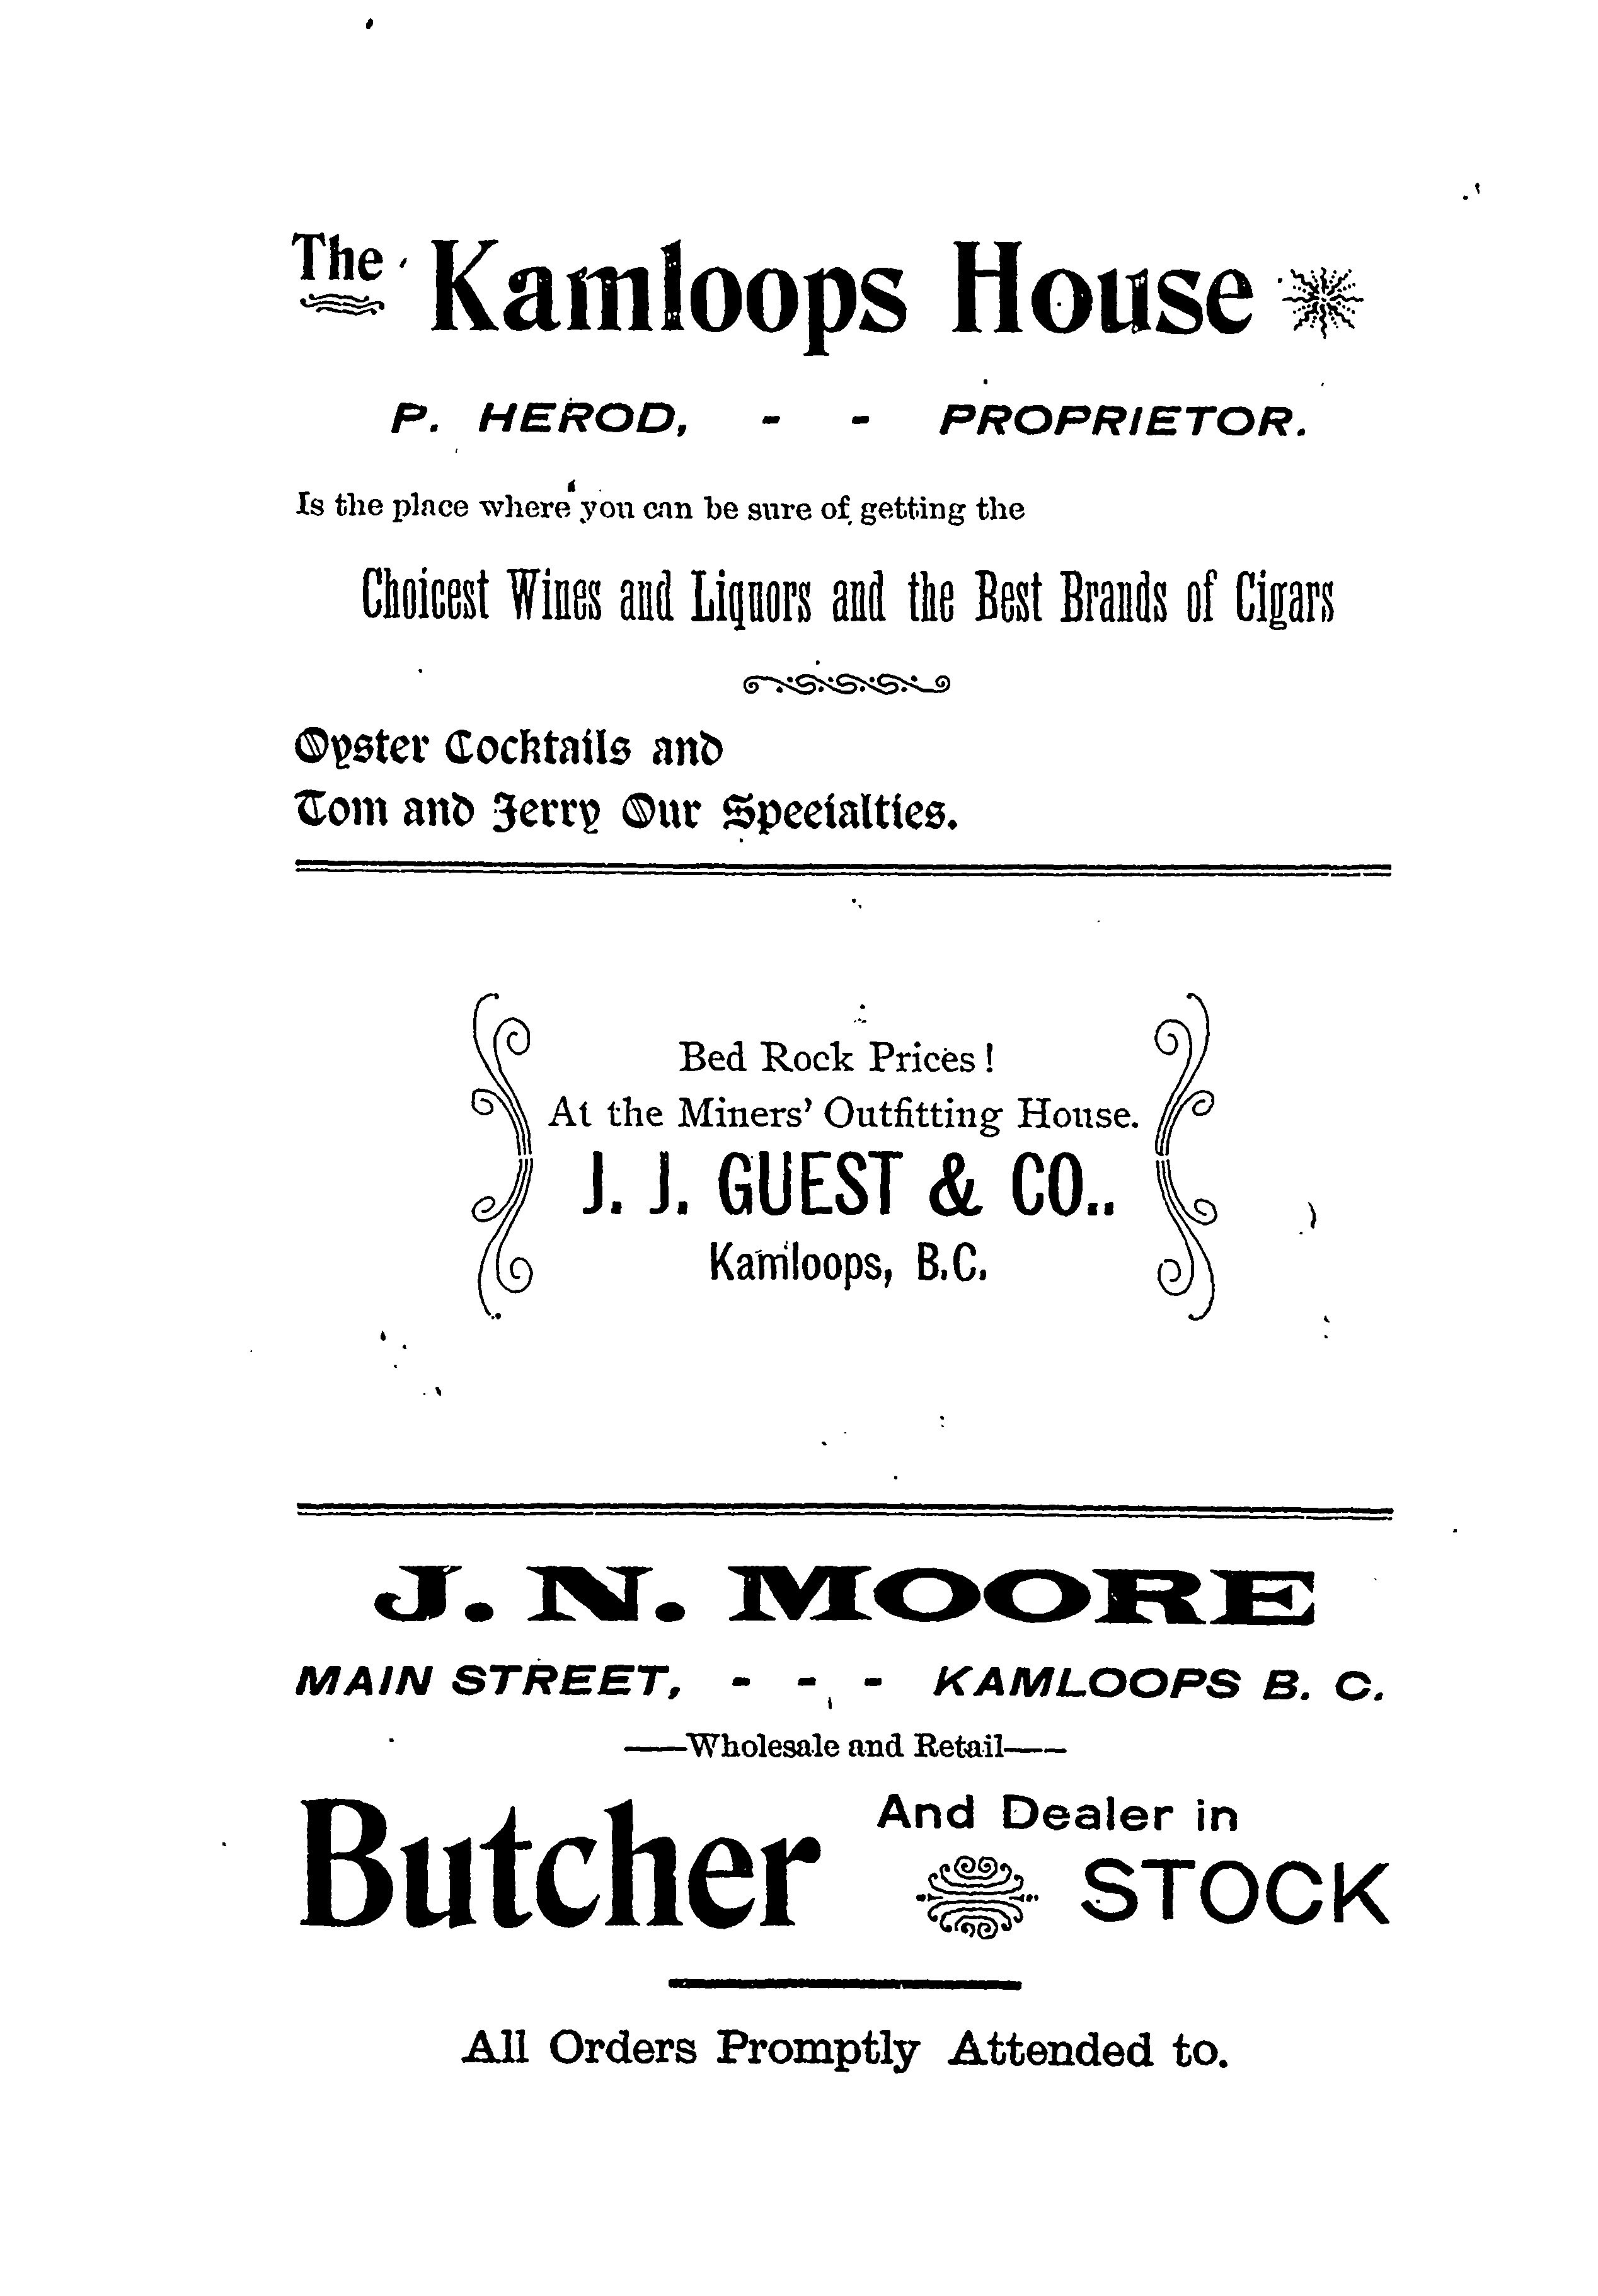 The Kamloops House
P. HEROD, - - PROPRIETOR.
Is the place where you can be sure of getting the
Choicest Wines and Liquors and the Best Brands of Cigars
Oyster Cocktails and
Tom and Jerry Our Specialties.
Bed Rock Prices!
At the Miners' Outfitting House.
J. J. GUEST & CO..
Kamloops, B.C.
J. N. MOORE
MAIN STREET, - - - KAMLOOPS B. C.
——Wholesale and Retail——
Butcher And Dealer in
STOCK
All Orders Promptly Attended to.